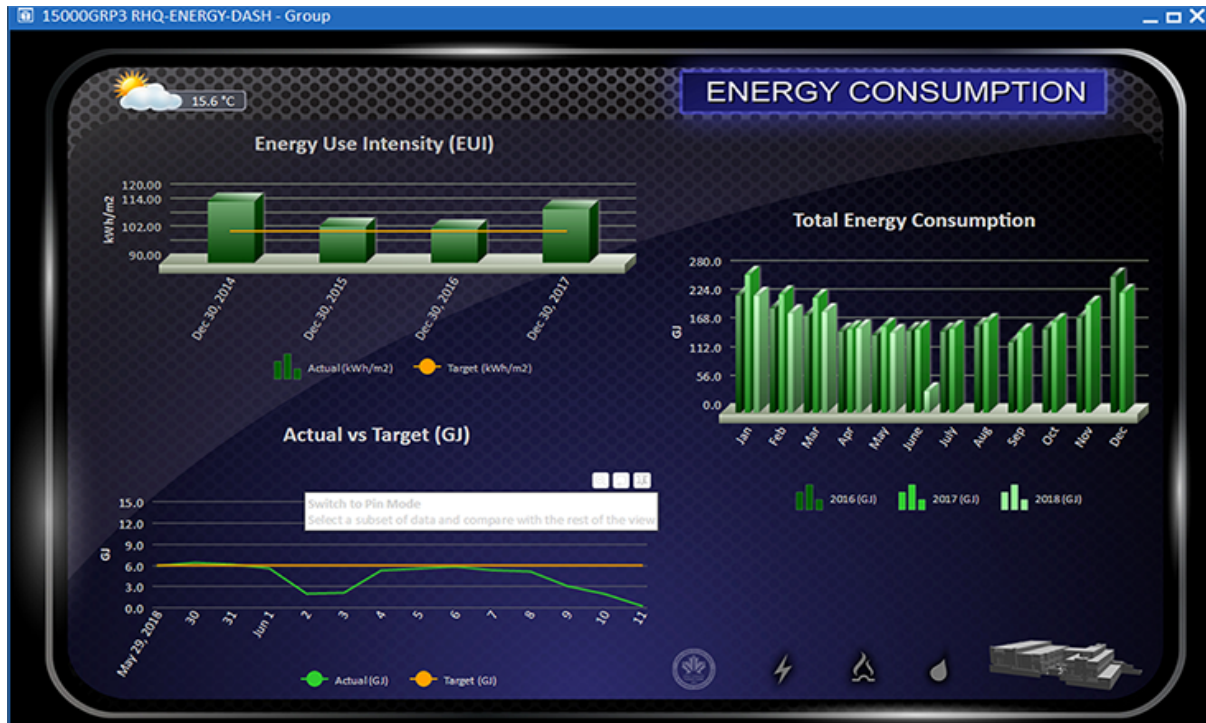 15000GRP3 RHQ-ENERGY-DASH - Group
15.6 °C
ENERGY CONSUMPTION
Energy Use Intensity (EUI)
kWh/m2
120.00
114.00
102.00
90.00
Dec 30, 2014
Dec 30, 2015
Dec 30, 2016
Dec 30, 2017
Actual (kWh/m2)
Target (kWh/m2)
Total Energy Consumption
GJ
280.0
224.0
168.0
112.0
56.0
0.0
Jan
Feb
Mar
Apr
May
June
July
Aug
Sep
Oct
Nov
Dec
2016 (GJ)
2017 (GJ)
2018 (GJ)
Actual vs Target (GJ)
Switch to Pin Mode
Select a subset of data and compare with the rest of the view
GJ
15.0
12.0
9.0
6.0
3.0
0.0
May 29, 2018
30
31
Jun 1
2
3
4
5
6
7
8
9
10
11
Actual (GJ)
Target (GJ)